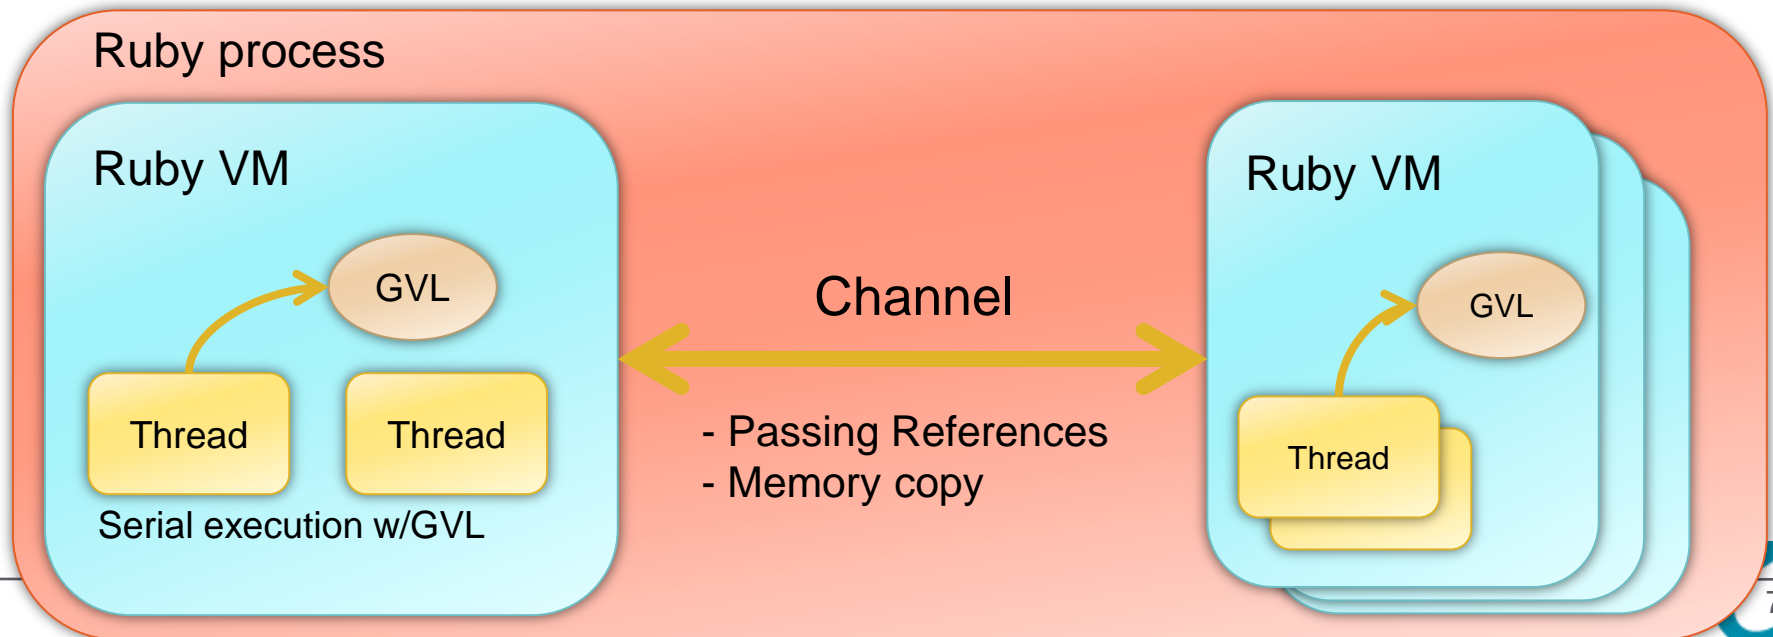 Ruby process
Ruby VM
GVL
Thread
Thread
Serial execution w/GVL
Channel
- Passing References
- Memory copy
Ruby VM
GVL
Thread
7